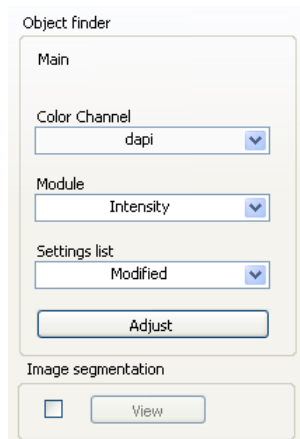 Object finder
Main
Color Channel
dapi
Module
Intensity
Settings list
Modified
Adjust
Image segmentation
View